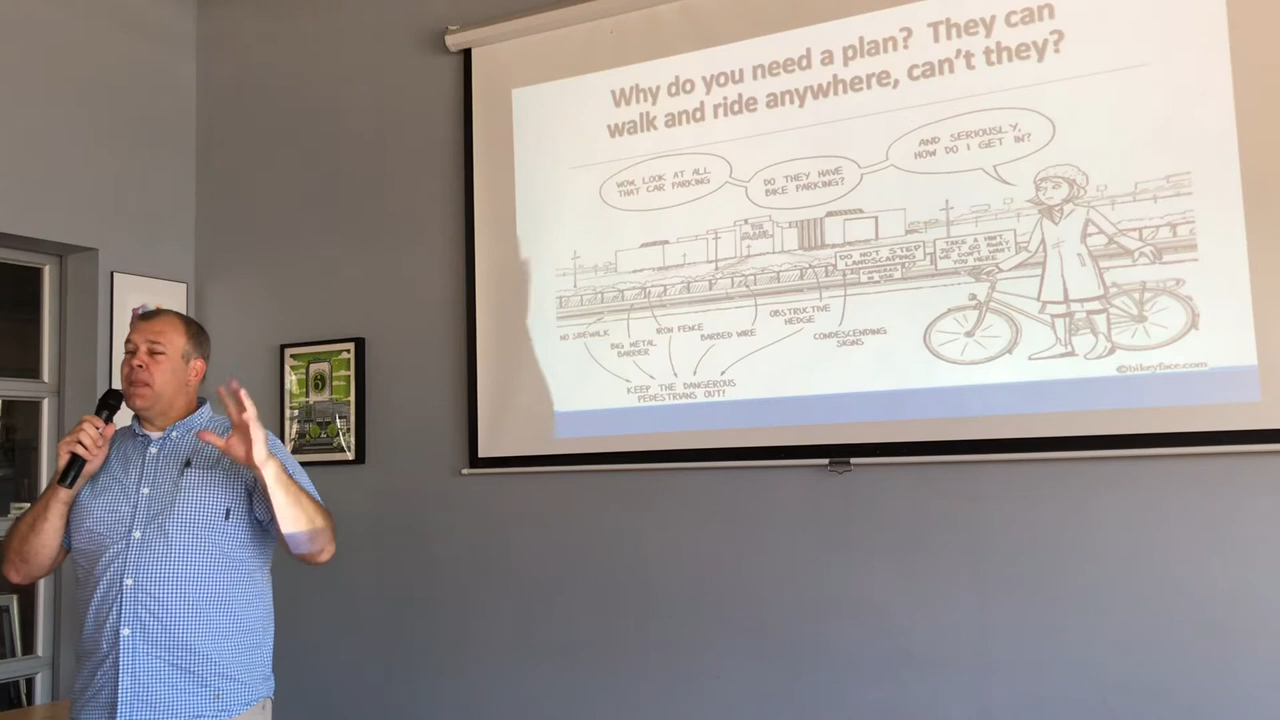 Why do you need a plan? They can
walk and ride anywhere, can't they?
WOW, LOOK AT ALL
THAT CAR PARKING
DO THEY HAVE
BIKE PARKING?
AND SERIOUSLY,
HOW DO I GET IN?
THE
MALL
DO NOT STEP
LANDSCAPING
CAMERAS
IN USE
TAKE A HINT,
JUST GO AWAY
WE DON'T WANT
YOU HERE.
NO SIDEWALK
BIG METAL
BARRIER
IRON FENCE
BARBED WIRE
OBSTRUCTIVE
HEDGE
CONDESCENDING
SIGNS
KEEP THE DANGEROUS
PEDESTRIANS OUT!
©bikeyface.com